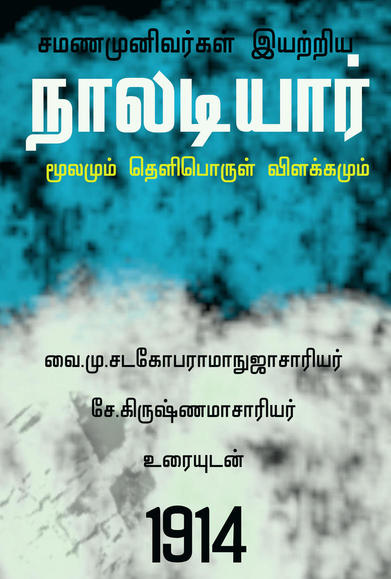 சமணமுனிவர்கள் இயற்றிய
நாலடியார்
மூலமும் தெளிபொருள் விளக்கமும்
வை.மு.சடகோபராமாநுஜாசாரியர்
சே.கிருஷ்ணமாசாரியர்
உரையுடன்
1914